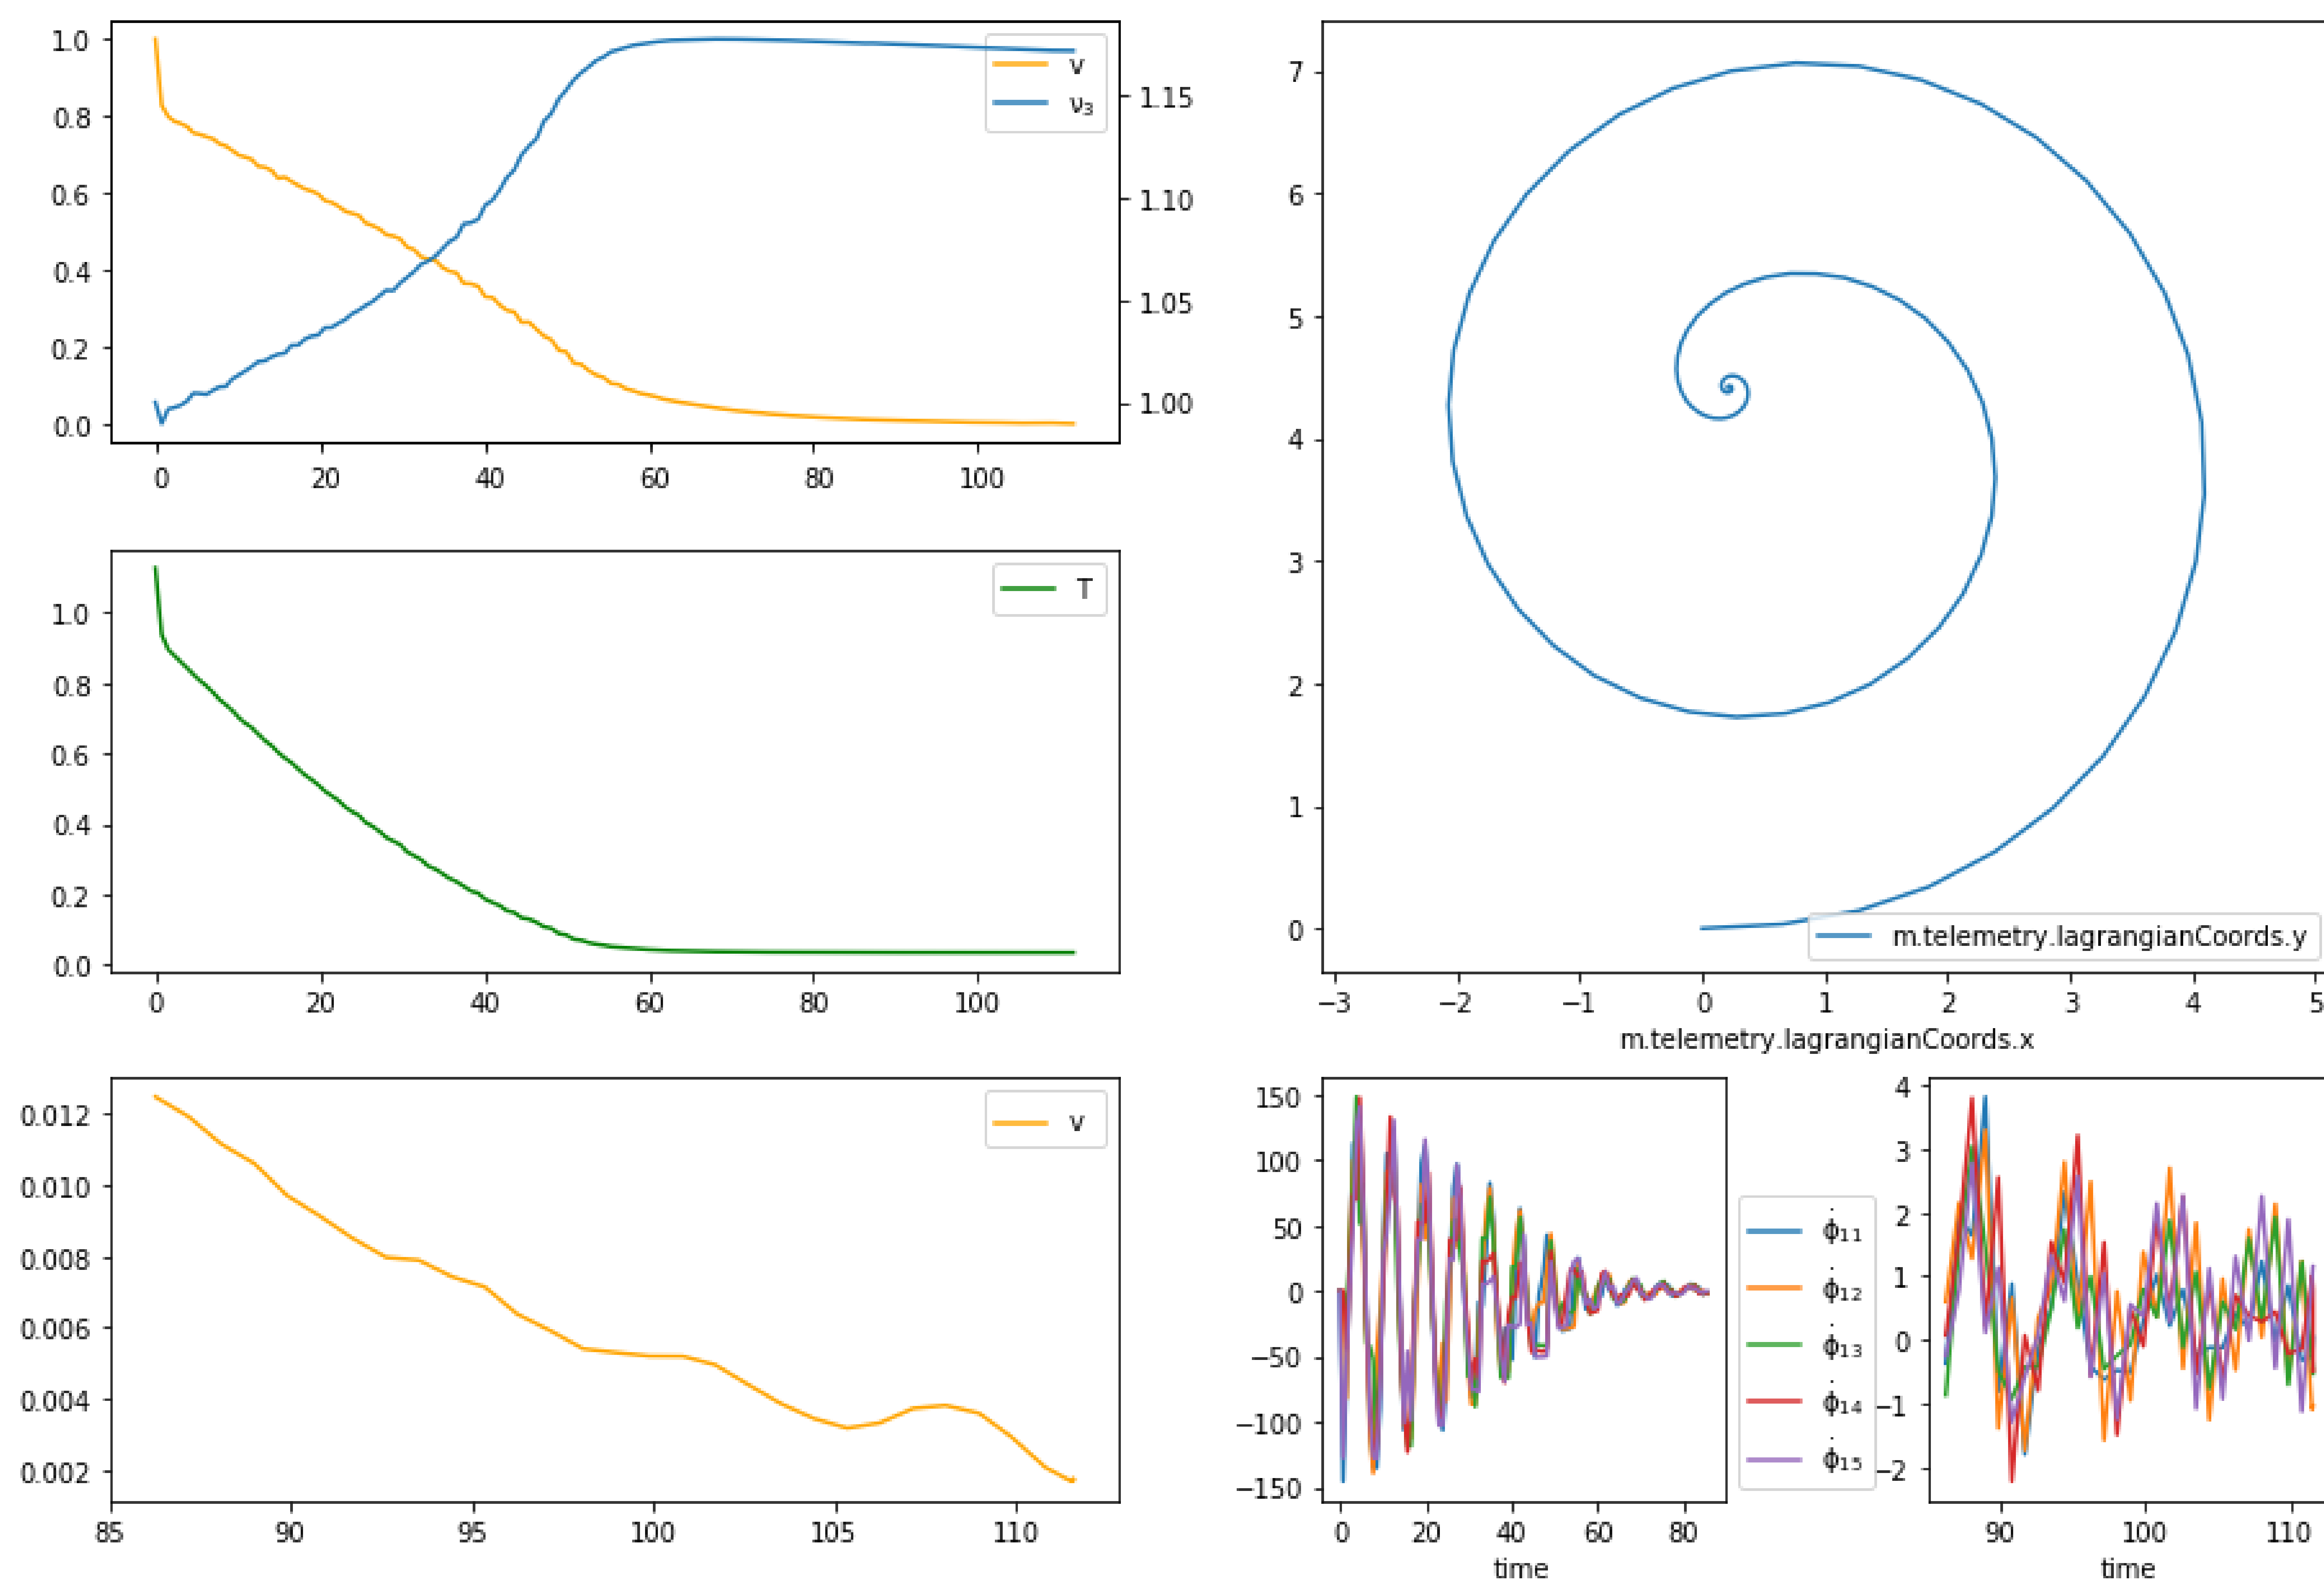 1.0
0.8
0.6
0.4
0.2
0.0
v
ν₃
1.15
1.10
1.05
1.00
0 20 40 60 80 100
T
1.0
0.8
0.6
0.4
0.2
0.0
0 20 40 60 80 100
v
0.012
0.010
0.008
0.006
0.004
0.002
85 90 95 100 105 110
7
6
5
4
3
2
1
0
m.telemetry.lagrangianCoords.y
−3 −2 −1 0 1 2 3 4 5
m.telemetry.lagrangianCoords.x
150
100
50
0
−50
−100
−150
0 20 40 60 80
time
ϕ̇₁₁
ϕ̇₁₂
ϕ̇₁₃
ϕ̇₁₄
ϕ̇₁₅
4
3
2
1
0
−1
−2
90 100 110
time